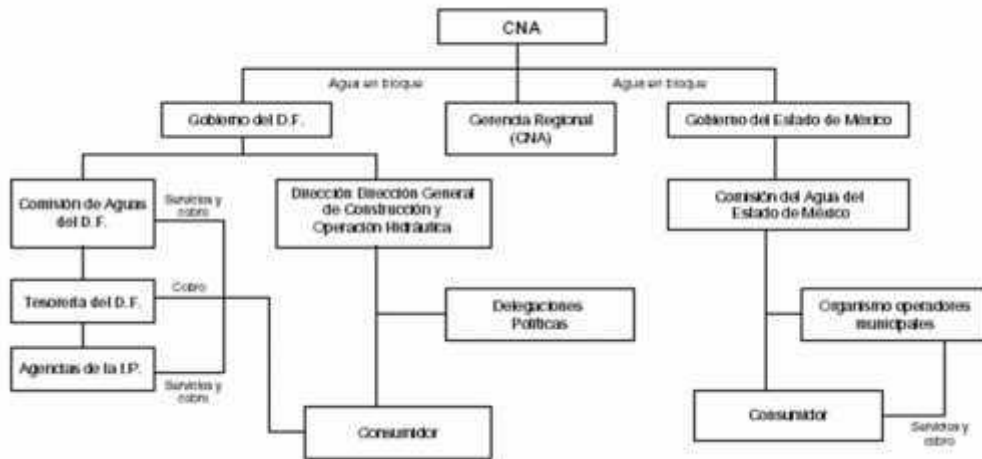 CNA
Agua en bloque
Agua en bloque
Gobierno del D.F.
Gerencia Regional
(CNA)
Gobierno del Estado de México
Comisión de Aguas
del D.F.
Servicios y
cobro
Dirección Dirección General
de Construcción y
Operación Hidráulica
Comisión del Agua del
Estado de México
Tesorería del D.F.
Cobro
Delegaciones
Políticas
Organismo operadores
municipales
Agencias de la I.P.
Servicios y
cobro
Consumidor
Consumidor
Servicios y
cobro